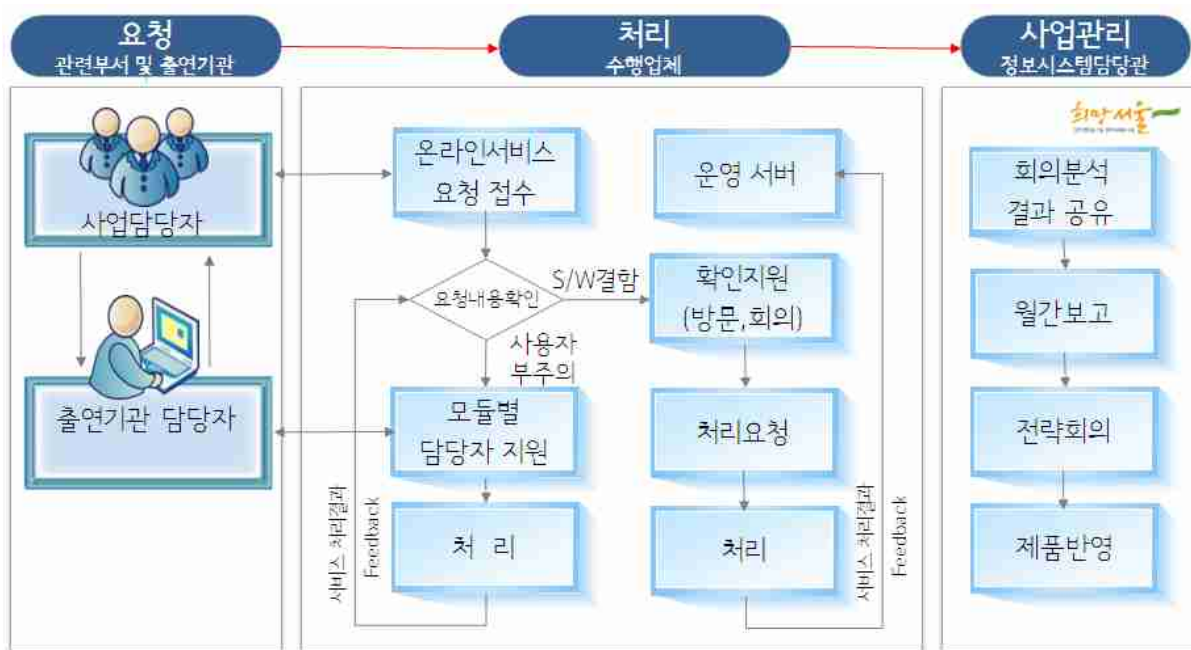 요청
관련부서 및 출연기관
처리
수행업체
사업관리
정보시스템담당관
사업담당자
출연기관 담당자
온라인서비스
요청 접수
요청내용확인
S/W결함
사용자
부주의
모듈별
담당자 지원
처 리
서비스 처리결과
Feedback
운영 서버
확인지원
(방문,회의)
처리요청
처리
서비스 처리결과
Feedback
희망서울
회의분석
결과 공유
월간보고
전략회의
제품반영